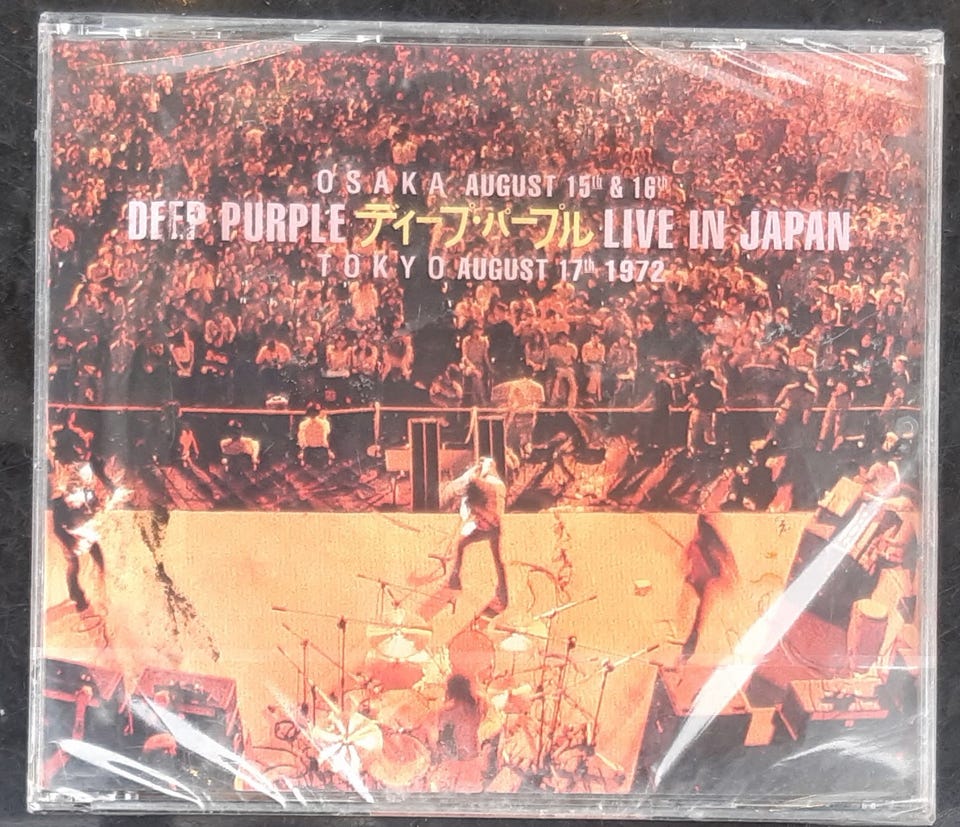 OSAKA AUGUST 15th & 16th
DEEP PURPLE ディープ・パープル LIVE IN JAPAN
TOKYO AUGUST 17th 1972